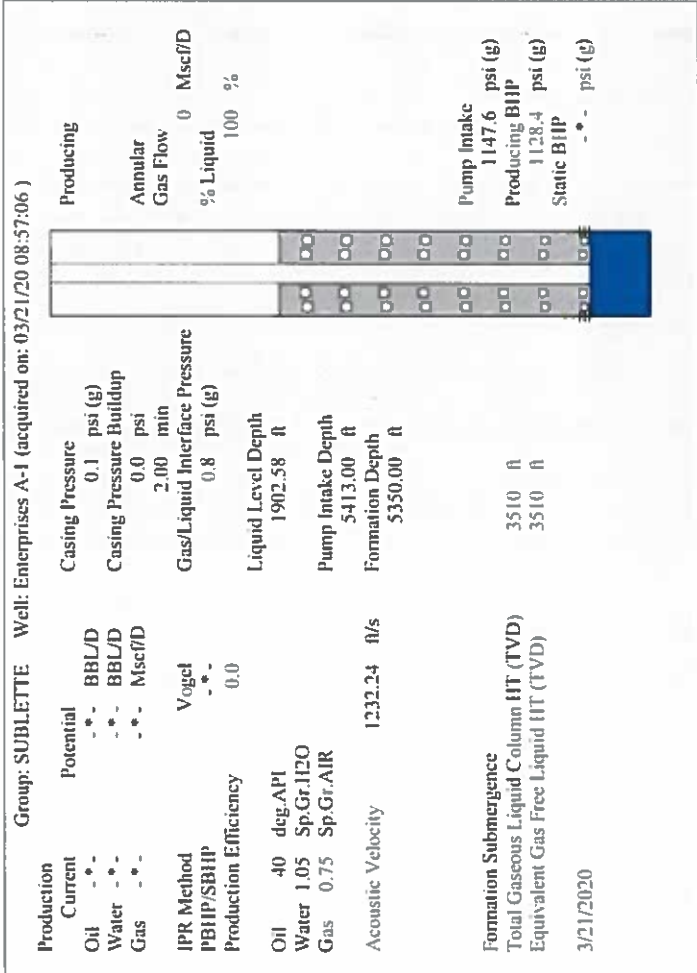 Group: SUBLETTE Well: Enterprises A-1 (acquired on: 03/21/20 08:57:06 )
Production
Current Potential
Oil - * - - * - BBL/D
Water - * - - * - BBL/D
Gas - * - - * - Mscf/D
IPR Method Vogel
PBHP/SBHP - * -
Production Efficiency 0.0
Oil 40 deg.API
Water 1.05 Sp.Gr.H2O
Gas 0.75 Sp.Gr.AIR
Acoustic Velocity 1232.24 ft/s
Formation Submergence
Total Gaseous Liquid Column HT (TVD) 3510 ft
Equivalent Gas Free Liquid HT (TVD) 3510 ft
3/21/2020
Casing Pressure
0.1 psi (g)
Casing Pressure Buildup
0.0 psi
2.00 min
Gas/Liquid Interface Pressure
0.8 psi (g)
Liquid Level Depth
1902.58 ft
Pump Intake Depth
5413.00 ft
Formation Depth
5350.00 ft
Producing
Annular
Gas Flow 0 Mscf/D
% Liquid
100 %
Pump Intake
1147.6 psi (g)
Producing BHP
1128.4 psi (g)
Static BHP
- * - psi (g)